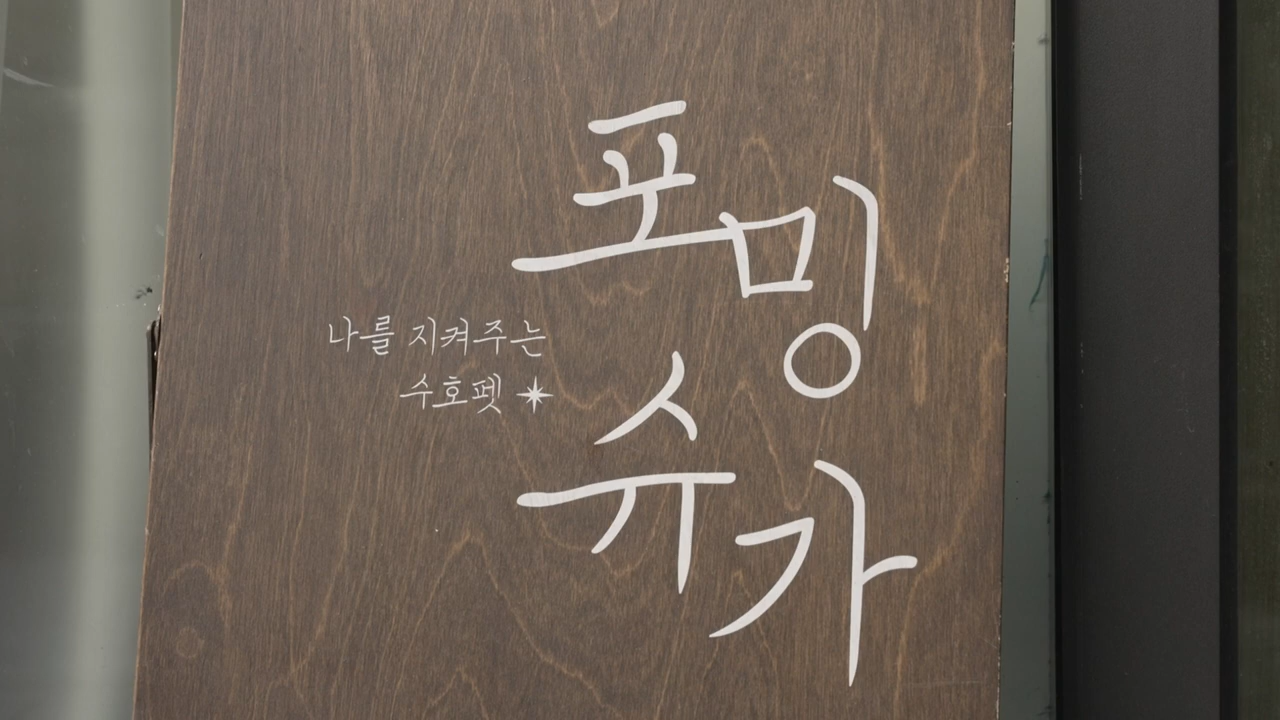 포밍
슈가
나를 지켜주는
수호펫